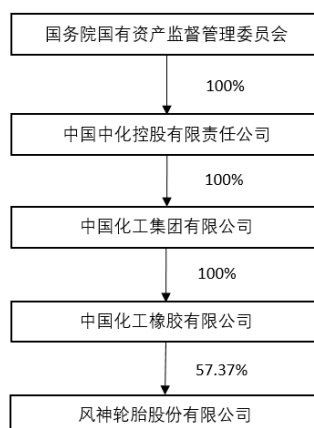 国务院国有资产监督管理委员会
100%
中国中化控股有限责任公司
100%
中国化工集团有限公司
100%
中国化工橡胶有限公司
57.37%
风神轮胎股份有限公司